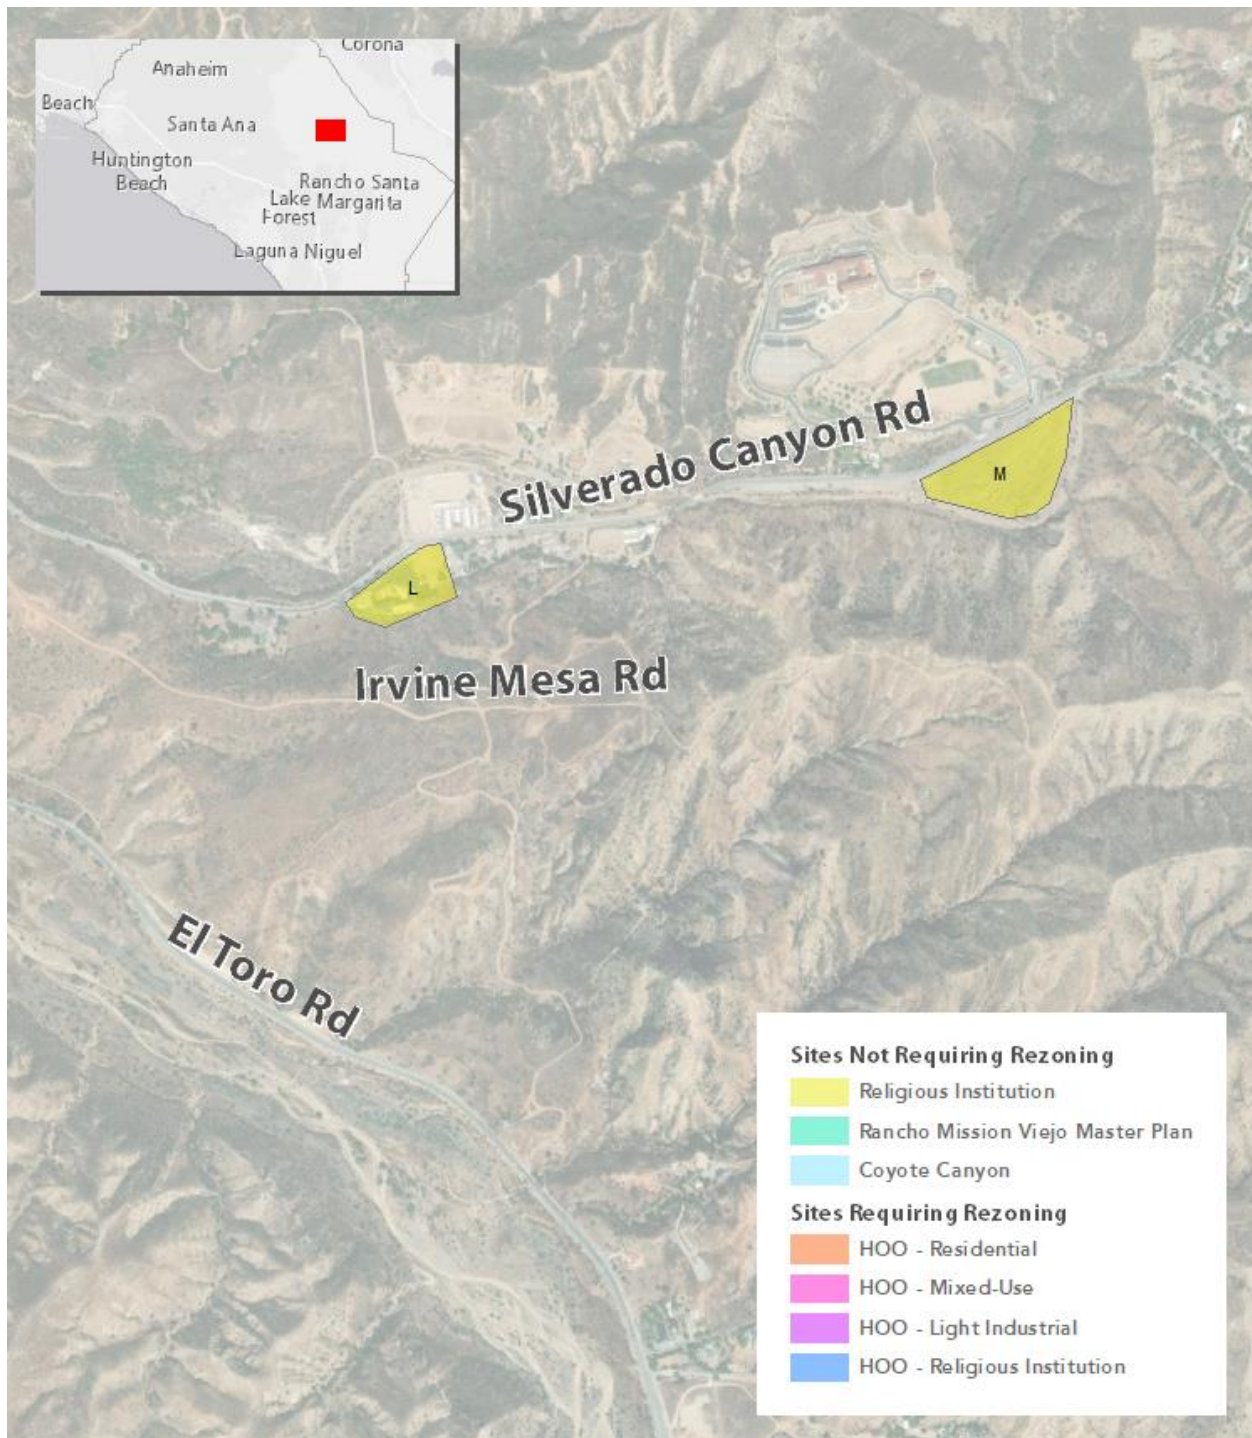 Corona
Anaheim
Beach
Santa Ana
Huntington
Beach
Rancho Santa
Lake Margarita
Forest
Laguna Niguel
Silverado Canyon Rd
M
L
Irvine Mesa Rd
El Toro Rd
Sites Not Requiring Rezoning
Religious Institution
Rancho Mission Viejo Master Plan
Coyote Canyon
Sites Requiring Rezoning
HOO - Residential
HOO - Mixed-Use
HOO - Light Industrial
HOO - Religious Institution